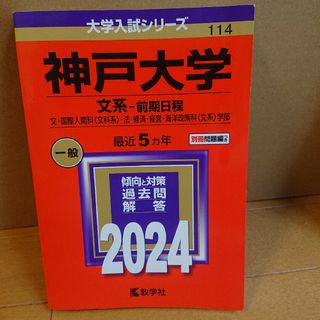 大学入試シリーズ
114
神戸大学
文系-前期日程
文・国際人間科〈文科系〉・法・経済・経営・海洋政策科〈文系〉学部
一般
最近5カ年
別冊問題編
傾向と対策
過去問
解答
2024
教学社